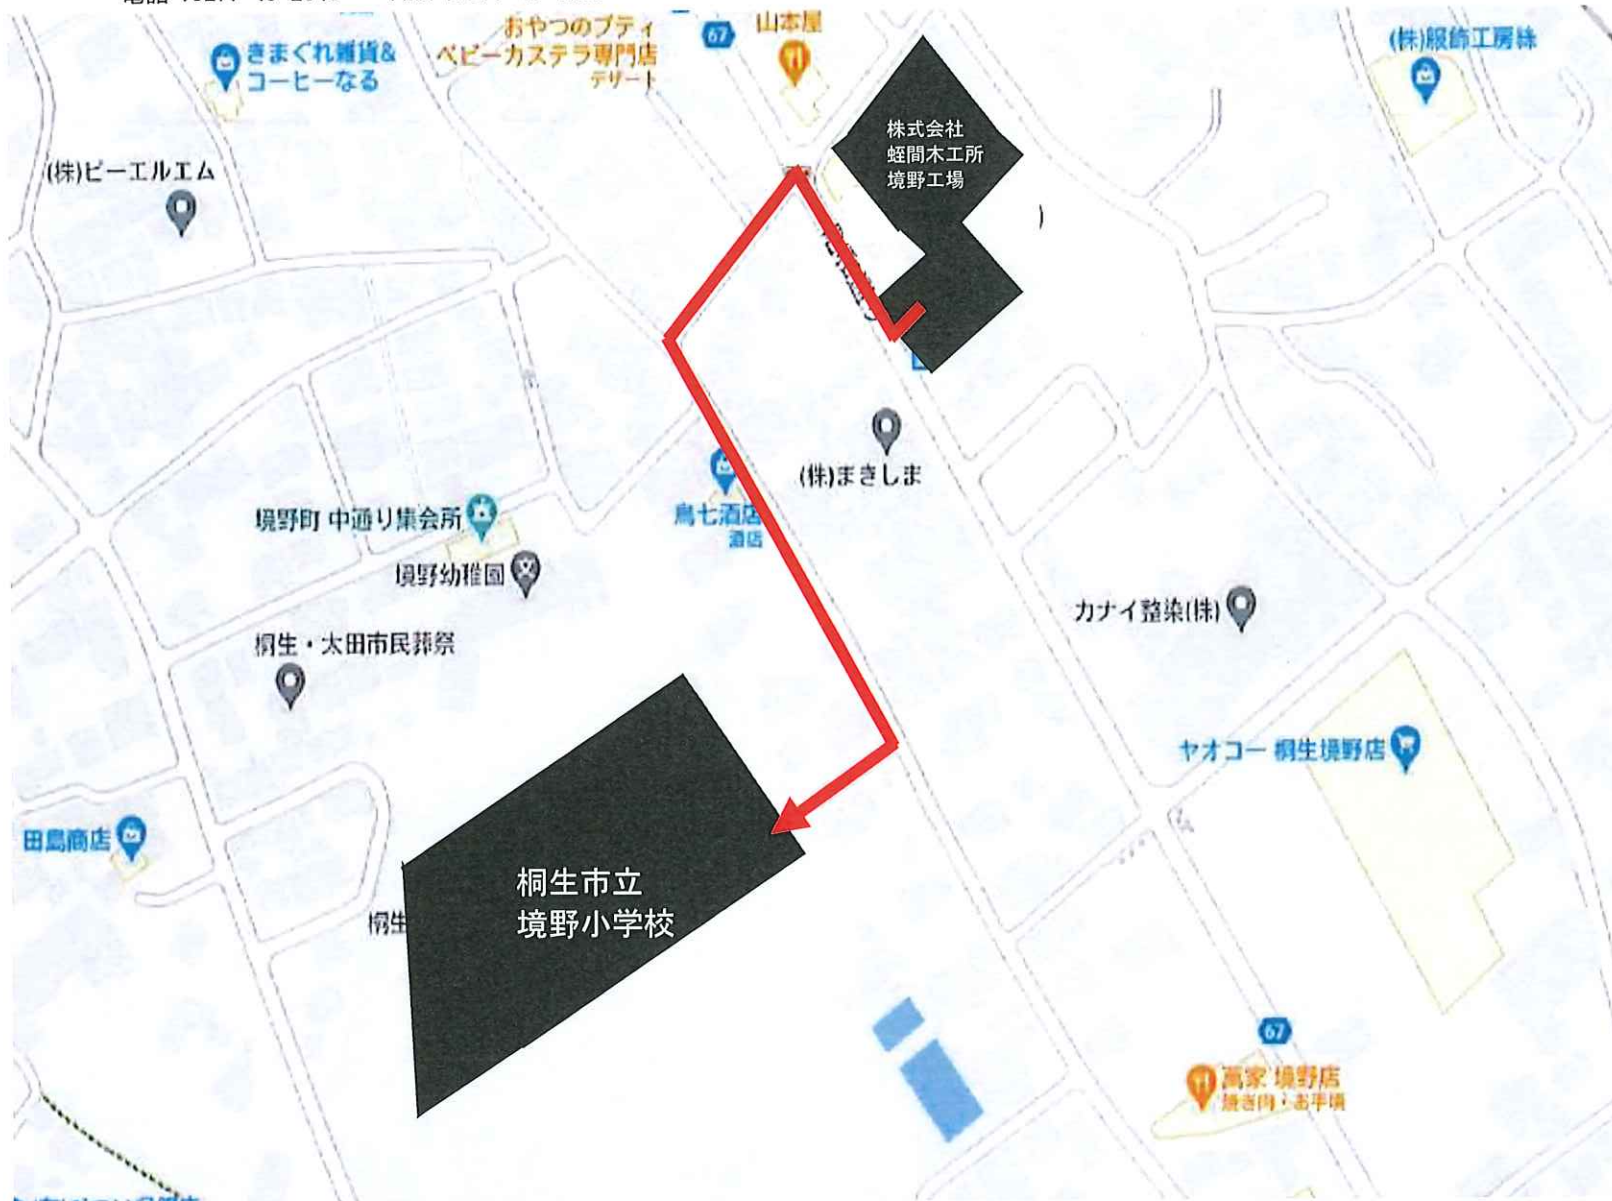 おやつのプティ
ベビーカステラ専門店
デザート
67
山本屋
(株)服飾工房絲
きまぐれ雑貨&
コーヒーなる
(株)ピーエルエム
株式会社
蛭間木工所
境野工場
(株)まきしま
鳥七酒店
酒店
境野町 中通り集会所
境野幼稚園
カナイ整染(株)
桐生・太田市民葬祭
ヤオコー 桐生境野店
田島商店
桐生市立
境野小学校
桐生
67
萬家 境野店
焼き肉・お手頃